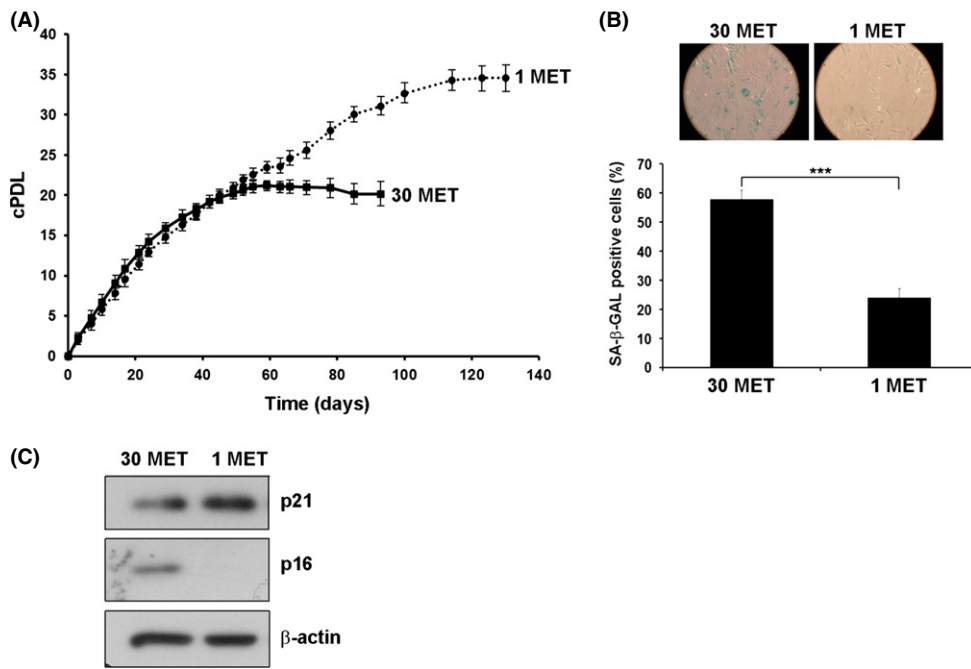 (A)
40
35
30
25
20
15
10
5
0
cPDL
1 MET
30 MET
0 20 40 60 80 100 120 140
Time (days)
(B)
30 MET 1 MET
70
60
50
40
30
20
10
0
SA-β-GAL positive cells (%)
***
30 MET 1 MET
(C)
30 MET 1 MET
p21
p16
β-actin